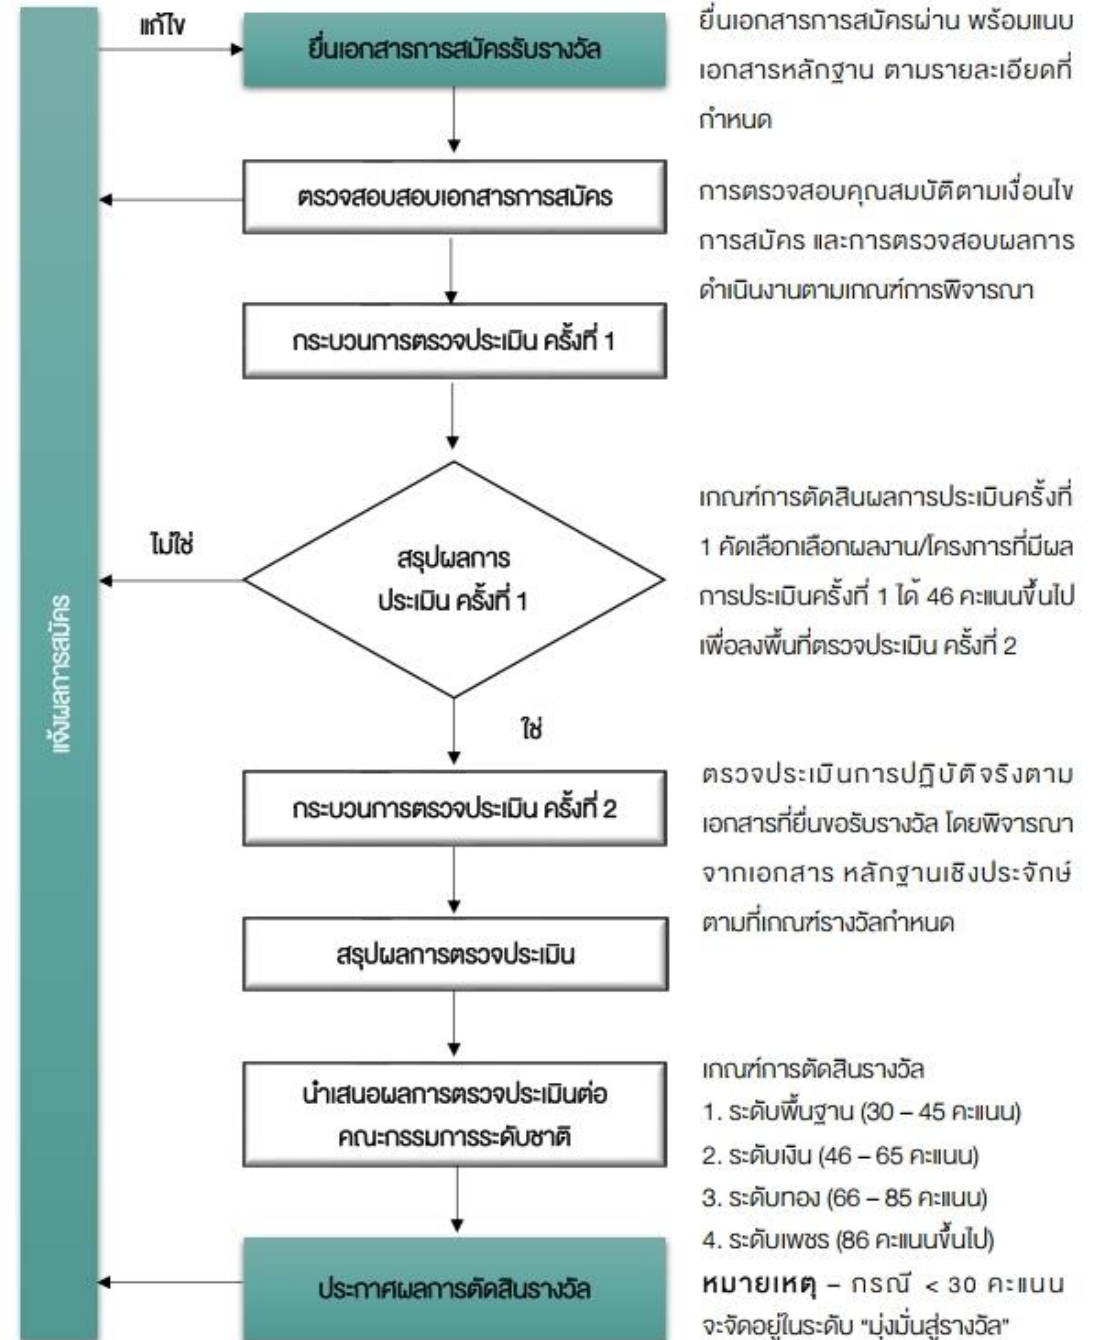 แก้ไข
ยื่นเอกสารการสมัครรับรางวัล
ยื่นเอกสารการสมัครผ่าน พร้อมแนบ
เอกสารหลักฐาน ตามรายละเอียดที่
กำหนด
ตรวจสอบสอบเอกสารการสมัคร
การตรวจสอบคุณสมบัติตามเงื่อนไข
การสมัคร และการตรวจสอบผลการ
ดำเนินงานตามเกณฑ์การพิจารณา
กระบวนการตรวจประเมิน ครั้งที่ 1
ไม่ใช่
สรุปผลการ
ประเมิน ครั้งที่ 1
เกณฑ์การตัดสินผลการประเมินครั้งที่
1 คัดเลือกเลือกผลงาน/โครงการที่มีผล
การประเมินครั้งที่ 1 ได้ 46 คะแนนขึ้นไป
เพื่อลงพื้นที่ตรวจประเมิน ครั้งที่ 2
แจ้งผลการสมัคร
ใช่
กระบวนการตรวจประเมิน ครั้งที่ 2
ตรวจประเมินการปฏิบัติจริงตาม
เอกสารที่ยื่นขอรับรางวัล โดยพิจารณา
จากเอกสาร หลักฐานเชิงประจักษ์
ตามที่เกณฑ์รางวัลกำหนด
สรุปผลการตรวจประเมิน
นำเสนอผลการตรวจประเมินต่อ
คณะกรรมการระดับชาติ
เกณฑ์การตัดสินรางวัล
1. ระดับพื้นฐาน (30 – 45 คะแนน)
2. ระดับเงิน (46 – 65 คะแนน)
3. ระดับทอง (66 – 85 คะแนน)
4. ระดับเพชร (86 คะแนนขึ้นไป)
หมายเหตุ – กรณี < 30 คะแนน
จะจัดอยู่ในระดับ "มุ่งมั่นสู่รางวัล"
ประกาศผลการตัดสินรางวัล